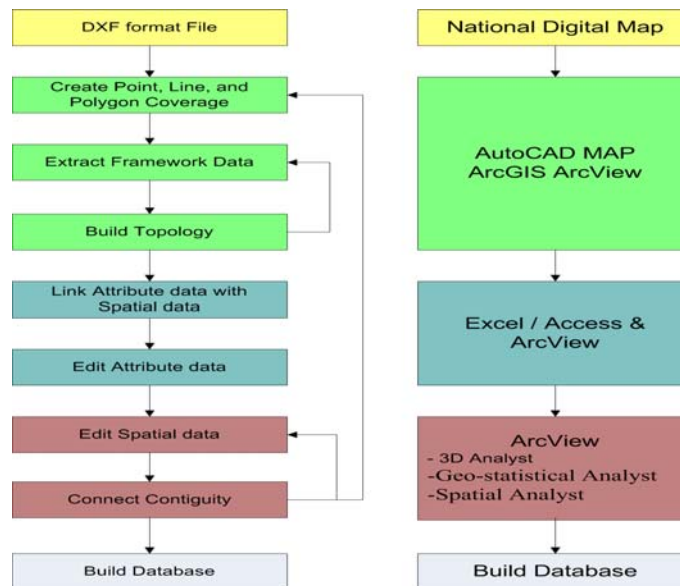 DXF format File
Create Point, Line, and
Polygon Coverage
Extract Framework Data
Build Topology
Link Attribute data with
Spatial data
Edit Attribute data
Edit Spatial data
Connect Contiguity
Build Database
National Digital Map
AutoCAD MAP
ArcGIS ArcView
Excel / Access &
ArcView
ArcView
- 3D Analyst
-Geo-statistical Analyst
-Spatial Analyst
Build Database